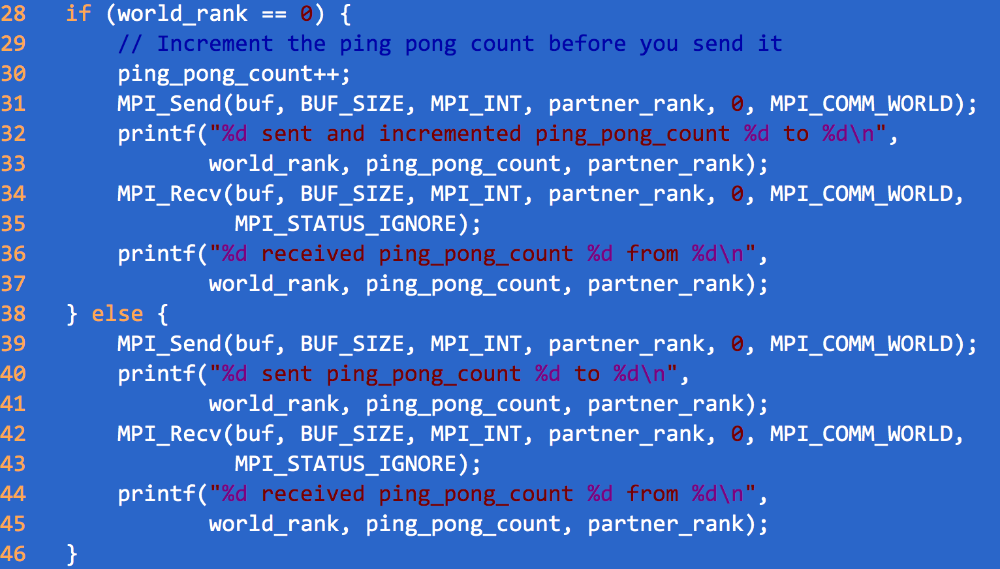 28   if (world_rank == 0) {
29       // Increment the ping pong count before you send it
30       ping_pong_count++;
31       MPI_Send(buf, BUF_SIZE, MPI_INT, partner_rank, 0, MPI_COMM_WORLD);
32       printf("%d sent and incremented ping_pong_count %d to %d\n",
33              world_rank, ping_pong_count, partner_rank);
34       MPI_Recv(buf, BUF_SIZE, MPI_INT, partner_rank, 0, MPI_COMM_WORLD,
35                MPI_STATUS_IGNORE);
36       printf("%d received ping_pong_count %d from %d\n",
37              world_rank, ping_pong_count, partner_rank);
38   } else {
39       MPI_Send(buf, BUF_SIZE, MPI_INT, partner_rank, 0, MPI_COMM_WORLD);
40       printf("%d sent ping_pong_count %d to %d\n",
41              world_rank, ping_pong_count, partner_rank);
42       MPI_Recv(buf, BUF_SIZE, MPI_INT, partner_rank, 0, MPI_COMM_WORLD,
43                MPI_STATUS_IGNORE);
44       printf("%d received ping_pong_count %d from %d\n",
45              world_rank, ping_pong_count, partner_rank);
46   }